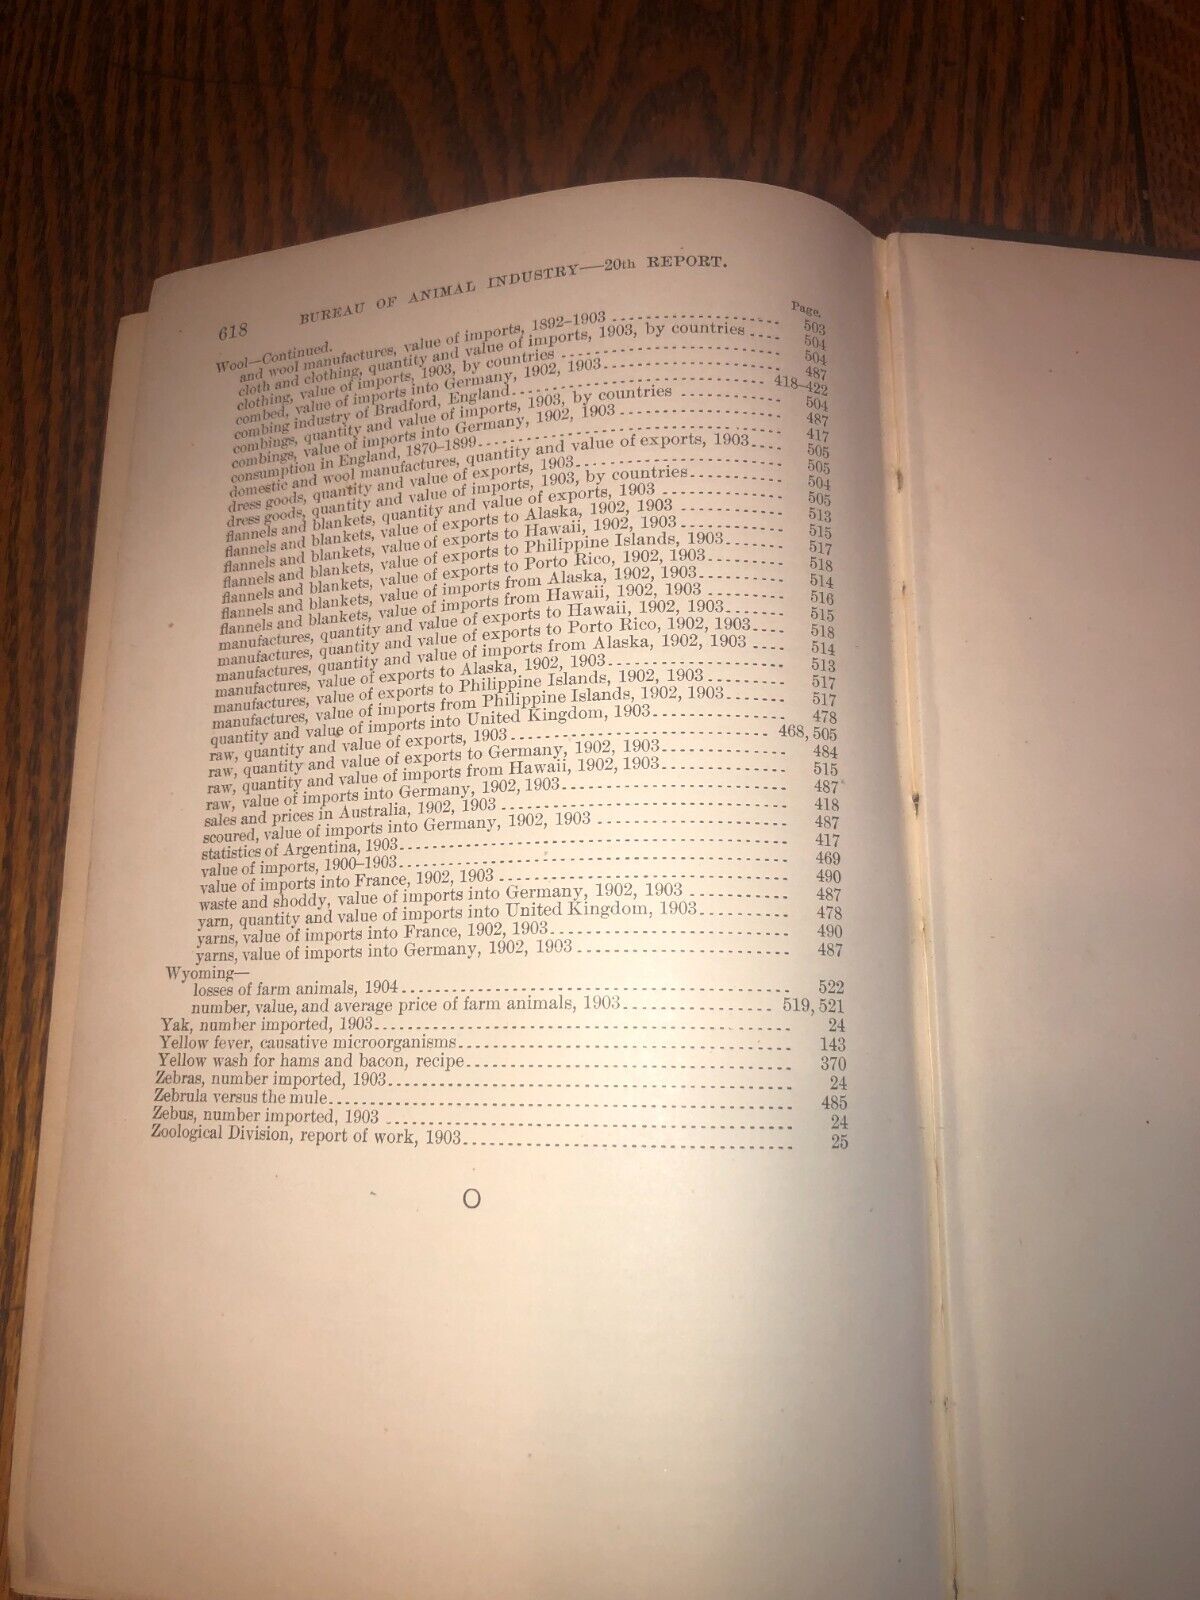 618 BUREAU OF ANIMAL INDUSTRY—20th REPORT.
Page.
Wool—Continued.
and wool manufactures, value of imports, 1892–1903 503
cloth and clothing, quantity and value of imports, 1903, by countries 504
clothing, value of imports, 1903, by countries 504
combed, value of imports into Germany, 1902, 1903 487
combing industry of Bradford, England 418–422
combings, quantity and value of imports, 1903, by countries 504
combings, value of imports into Germany, 1902, 1903 487
consumption in England, 1870–1899 417
domestic and wool manufactures, quantity and value of exports, 1903 505
dress goods, quantity and value of exports, 1903 505
dress goods, quantity and value of imports, 1903, by countries 504
flannels and blankets, quantity and value of exports, 1903 505
flannels and blankets, value of exports to Alaska, 1902, 1903 513
flannels and blankets, value of exports to Hawaii, 1902, 1903 515
flannels and blankets, value of exports to Philippine Islands, 1903 517
flannels and blankets, value of exports to Porto Rico, 1902, 1903 518
flannels and blankets, value of imports from Alaska, 1902, 1903 514
manufactures, quantity and value of imports from Hawaii, 1902, 1903 516
manufactures, quantity and value of exports to Hawaii, 1902, 1903 515
manufactures, quantity and value of exports to Porto Rico, 1902, 1903 518
manufactures, quantity and value of imports from Alaska, 1902, 1903 514
manufactures, value of exports to Alaska, 1902, 1903 513
manufactures, value of exports to Philippine Islands, 1902, 1903 517
manufactures, value of imports from Philippine Islands, 1902, 1903 517
quantity and value of imports into United Kingdom, 1903 478
raw, quantity and value of exports, 1903 468, 505
raw, quantity and value of exports to Germany, 1902, 1903 484
raw, quantity and value of imports from Hawaii, 1902, 1903 515
raw, value of imports into Germany, 1902, 1903 487
sales and prices in Australia, 1902, 1903 418
scoured, value of imports into Germany, 1902, 1903 487
statistics of Argentina, 1903 417
value of imports, 1900–1903 469
value of imports into France, 1902, 1903 490
waste and shoddy, value of imports into Germany, 1902, 1903 487
yarn, quantity and value of imports into United Kingdom, 1903 478
yarns, value of imports into France, 1902, 1903 490
yarns, value of imports into Germany, 1902, 1903 487
Wyoming—
losses of farm animals, 1904 522
number, value, and average price of farm animals, 1903 519, 521
Yak, number imported, 1903 24
Yellow fever, causative microorganisms 143
Yellow wash for hams and bacon, recipe 370
Zebras, number imported, 1903 24
Zebrula versus the mule 485
Zebus, number imported, 1903 24
Zoological Division, report of work, 1903 25
O